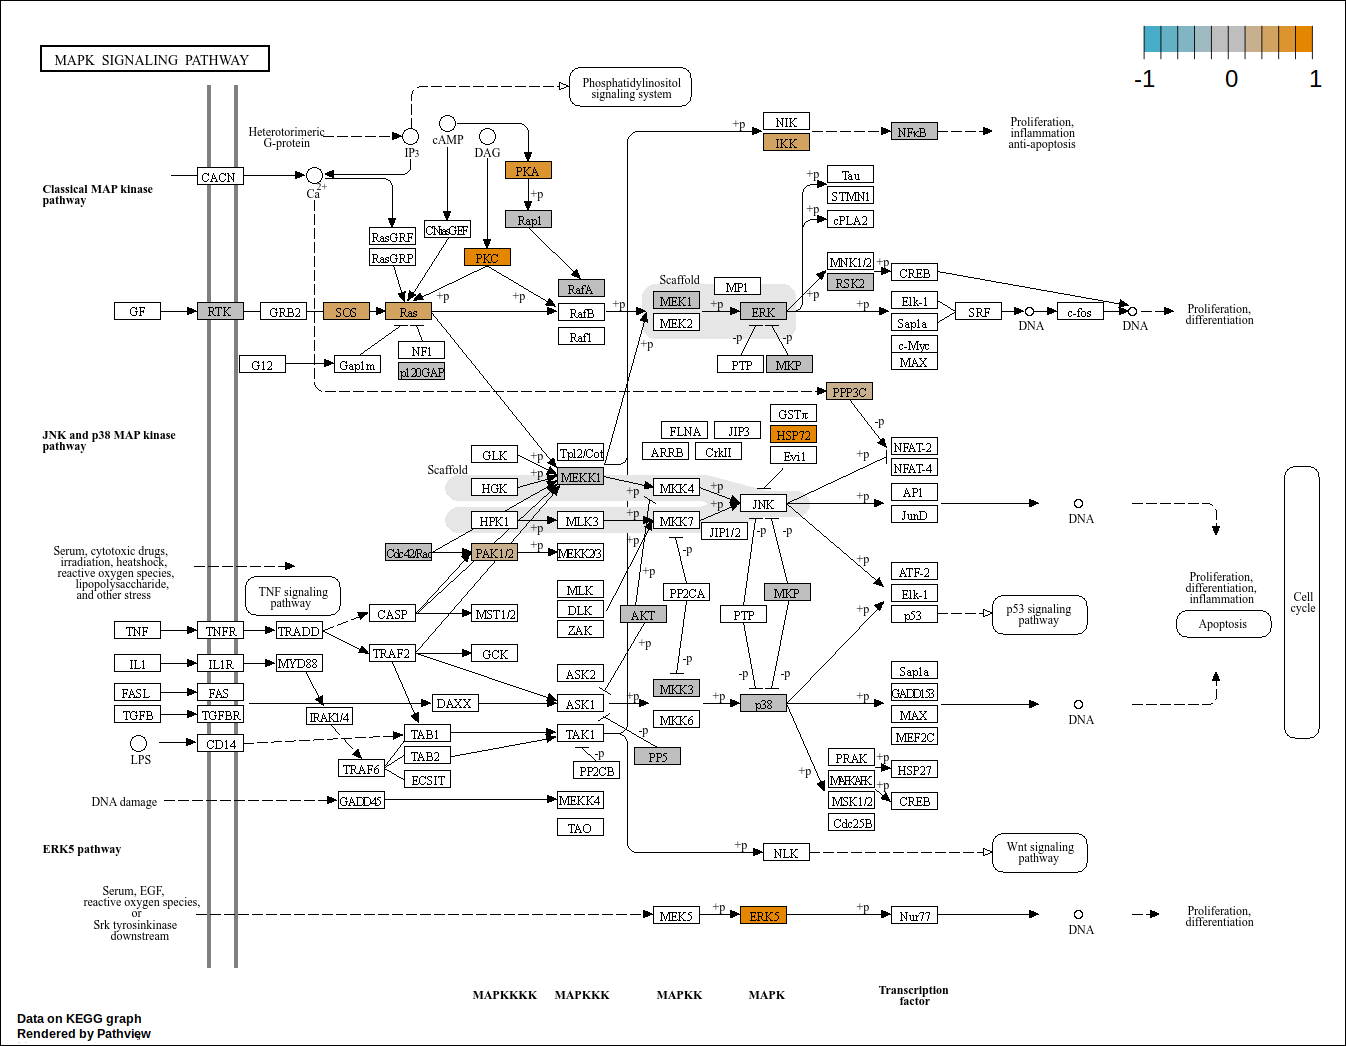 MAPK SIGNALING PATHWAY
-1
0
1
Phosphatidylinositol
signaling system
Heterotorimeric
G-protein
IP3
cAMP
DAG
+p
NIK
IKK
NFκB
Proliferation,
inflammation
anti-apoptosis
CACN
Ca2+
PKA
+p
Rap1
+p
Tau
STMN1
+p
cPLA2
Classical MAP kinase
pathway
RasGRF
RasGRP
CNrasGEF
PKC
RafA
Scaffold
MEK1
MP1
MNK1/2
+p
RSK2
CREB
GF
RTK
GRB2
SOS
Ras
+p
+p
RafB
+p
MEK2
+p
ERK
+p
+p
Elk-1
Sap1a
SRF
DNA
c-fos
DNA
Proliferation,
differentiation
Raf1
+p
-p
-p
c-Myc
MAX
G12
Gap1m
NF1
p120GAP
PTP
MKP
PPP3C
-p
JNK and p38 MAP kinase
pathway
GSTπ
HSP72
Evi1
FLNA
JIP3
ARRB
CrkII
NFAT-2
NFAT-4
+p
Scaffold
GLK
+p
Tpl2/Cot
HGK
+p
MEKK1
+p
MKK4
+p
JNK
+p
AP1
JunD
DNA
HPK1
+p
MLK3
+p
MKK7
+p
JIP1/2
-p
-p
Cdc42/Rac
PAK1/2
+p
MEKK2/3
+p
-p
Serum, cytotoxic drugs,
irradiation, heatshock,
reactive oxygen species,
lipopolysaccharide,
and other stress
TNF signaling
pathway
+p
MLK
DLK
ZAK
AKT
+p
PP2CA
-p
MKP
PTP
+p
+p
ATF-2
Elk-1
p53
p53 signaling
pathway
Proliferation,
differentiation,
inflammation
Apoptosis
Cell
cycle
CASP
MST1/2
TNF
TNFR
TRADD
TRAF2
GCK
IL1
IL1R
MYD88
ASK2
FASL
FAS
DAXX
ASK1
+p
MKK3
MKK6
+p
-p
-p
p38
+p
Sap1a
GADD153
MAX
MEF2C
DNA
TGFB
TGFBR
IRAK1/4
TAB1
TAK1
-p
PP5
LPS
CD14
TAB2
-p
PP2CB
TRAF6
ECSIT
+p
PRAK
+p
MAPKAPK
+p
MSK1/2
Cdc25B
HSP27
CREB
DNA damage
GADD45
MEKK4
TAO
ERK5 pathway
+p
NLK
Wnt signaling
pathway
Serum, EGF,
reactive oxygen species,
or
Srk tyrosinkinase
downstream
MEK5
+p
ERK5
+p
Nur77
DNA
Proliferation,
differentiation
MAPKKKK
MAPKKK
MAPKK
MAPK
Transcription
factor
Data on KEGG graph
Rendered by Pathview